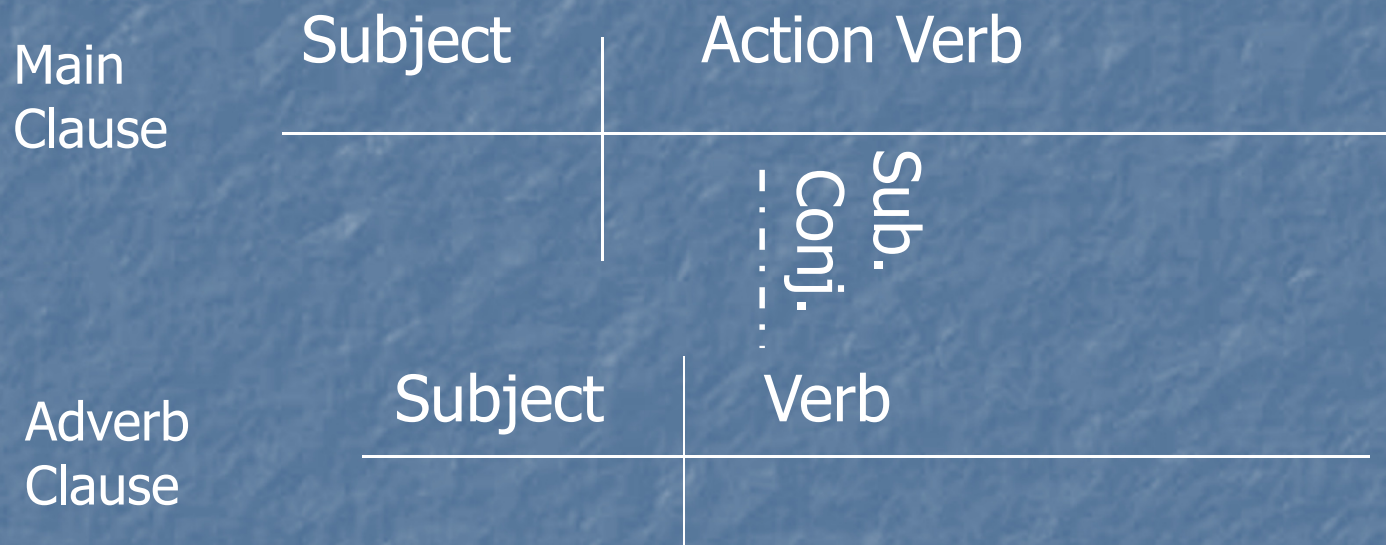 Subject Action Verb
Main
Clause
Sub.
Conj.
Subject Verb
Adverb
Clause